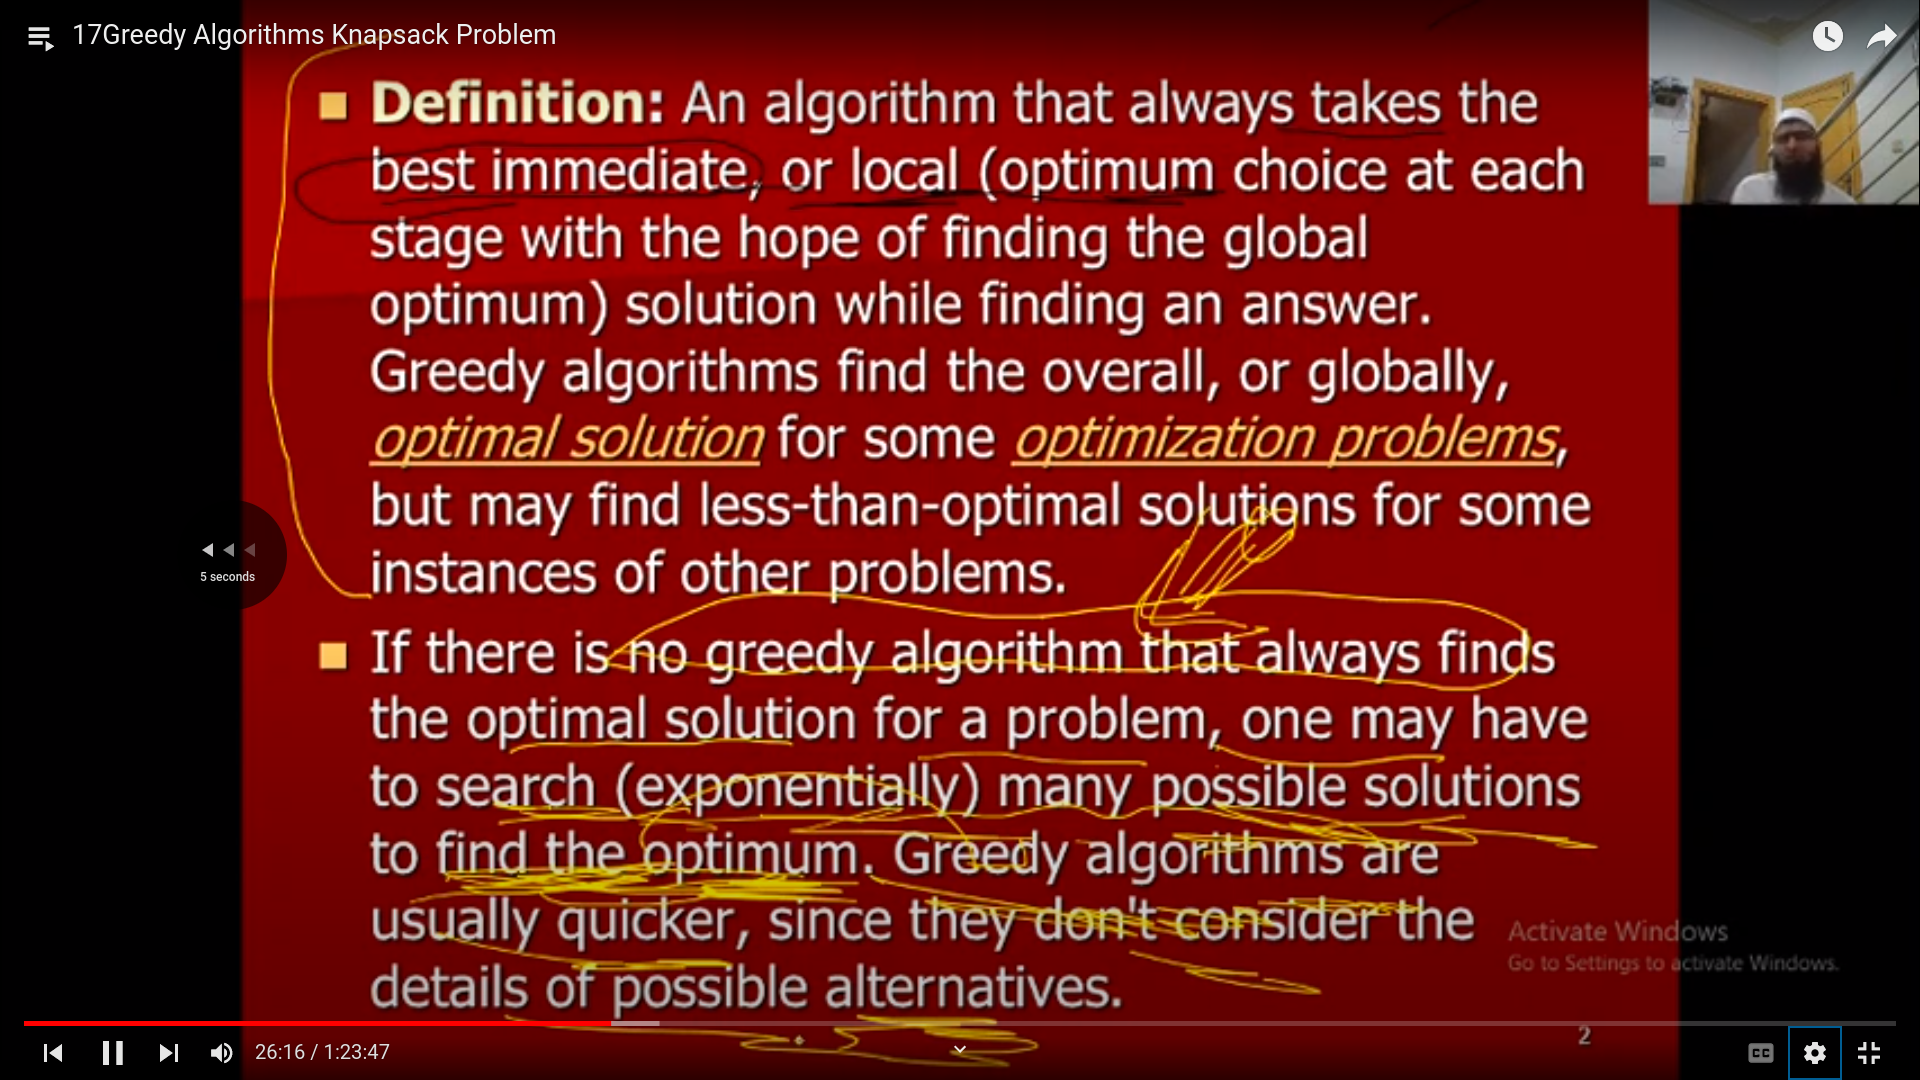 17Greedy Algorithms Knapsack Problem
Definition: An algorithm that always takes the
best immediate, or local (optimum choice at each
stage with the hope of finding the global
optimum) solution while finding an answer.
Greedy algorithms find the overall, or globally,
optimal solution for some optimization problems,
but may find less-than-optimal solutions for some
instances of other problems.
5 seconds
If there is no greedy algorithm that always finds
the optimal solution for a problem, one may have
to search (exponentially) many possible solutions
to find the optimum. Greedy algorithms are
usually quicker, since they don't consider the
details of possible alternatives.
Activate Windows
Go to Settings to activate Windows.
2
26:16 / 1:23:47
CC